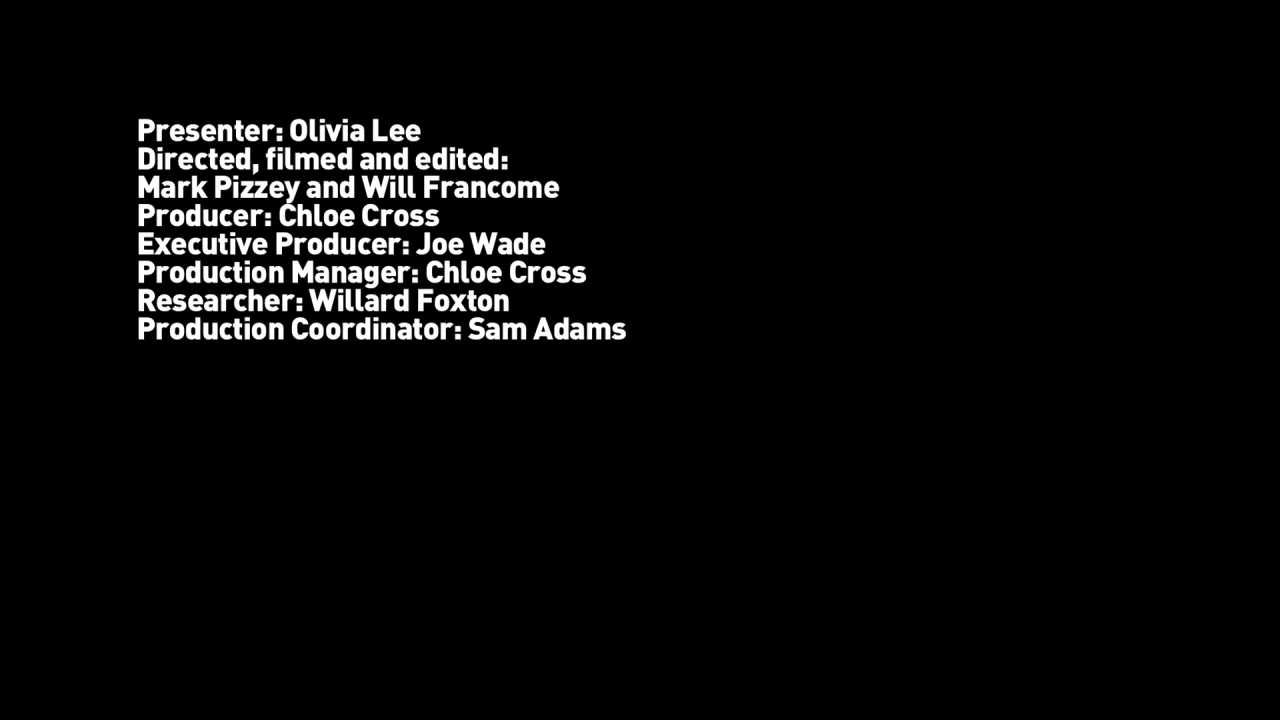 Presenter: Olivia Lee
Directed, filmed and edited:
Mark Pizzey and Will Francome
Producer: Chloe Cross
Executive Producer: Joe Wade
Production Manager: Chloe Cross
Researcher: Willard Foxton
Production Coordinator: Sam Adams